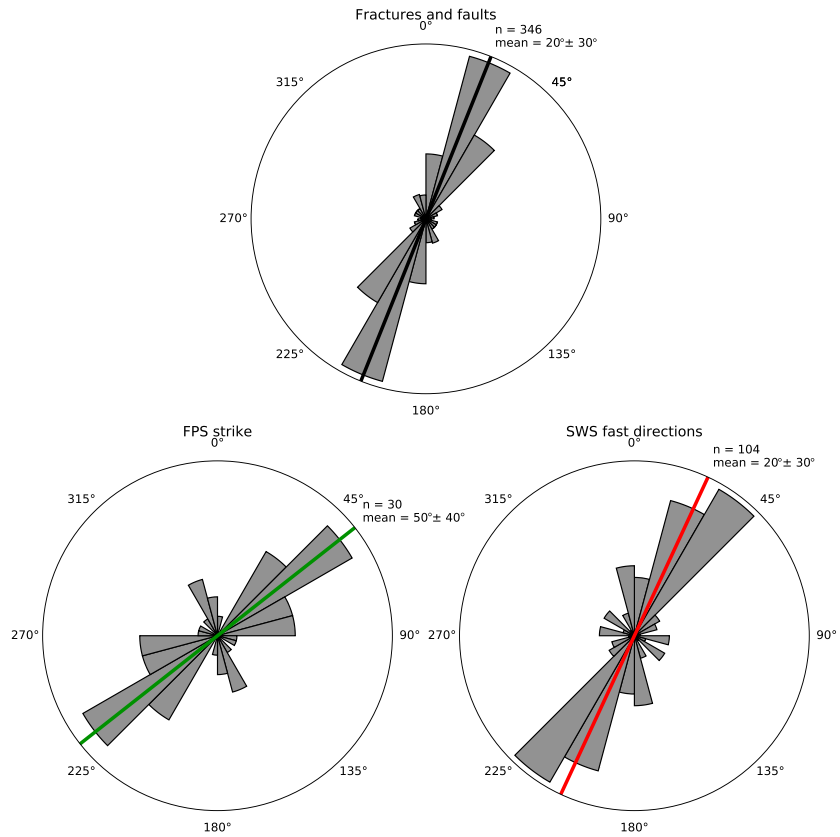 Fractures and faults
0°
n = 346
mean = 20°± 30°
315°
45°
270°
90°
225°
135°
180°
FPS strike
0°
315°
45°
n = 30
mean = 50°± 40°
270°
90°
225°
135°
180°
SWS fast directions
0°
n = 104
mean = 20°± 30°
315°
45°
270°
90°
225°
135°
180°